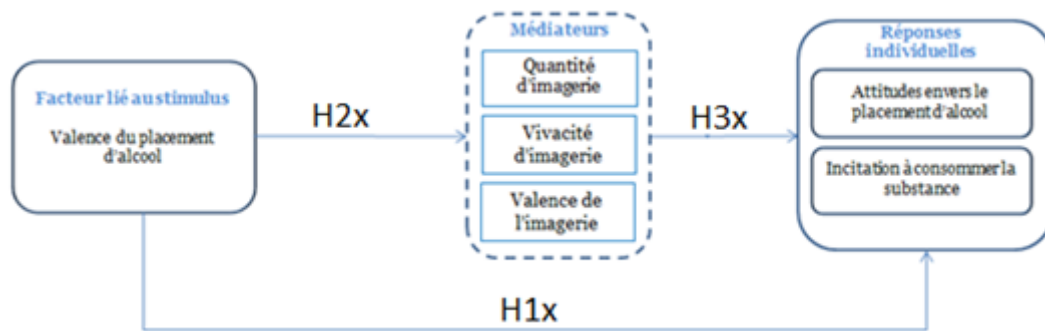 Facteur lié au stimulus
Valence du placement
d'alcool
H2x
Médiateurs
Quantité
d'imagerie
Vivacité
d'imagerie
Valence de
l'imagerie
H3x
Réponses
individuelles
Attitudes envers le
placement d'alcool
Incitation à consommer la
substance
H1x